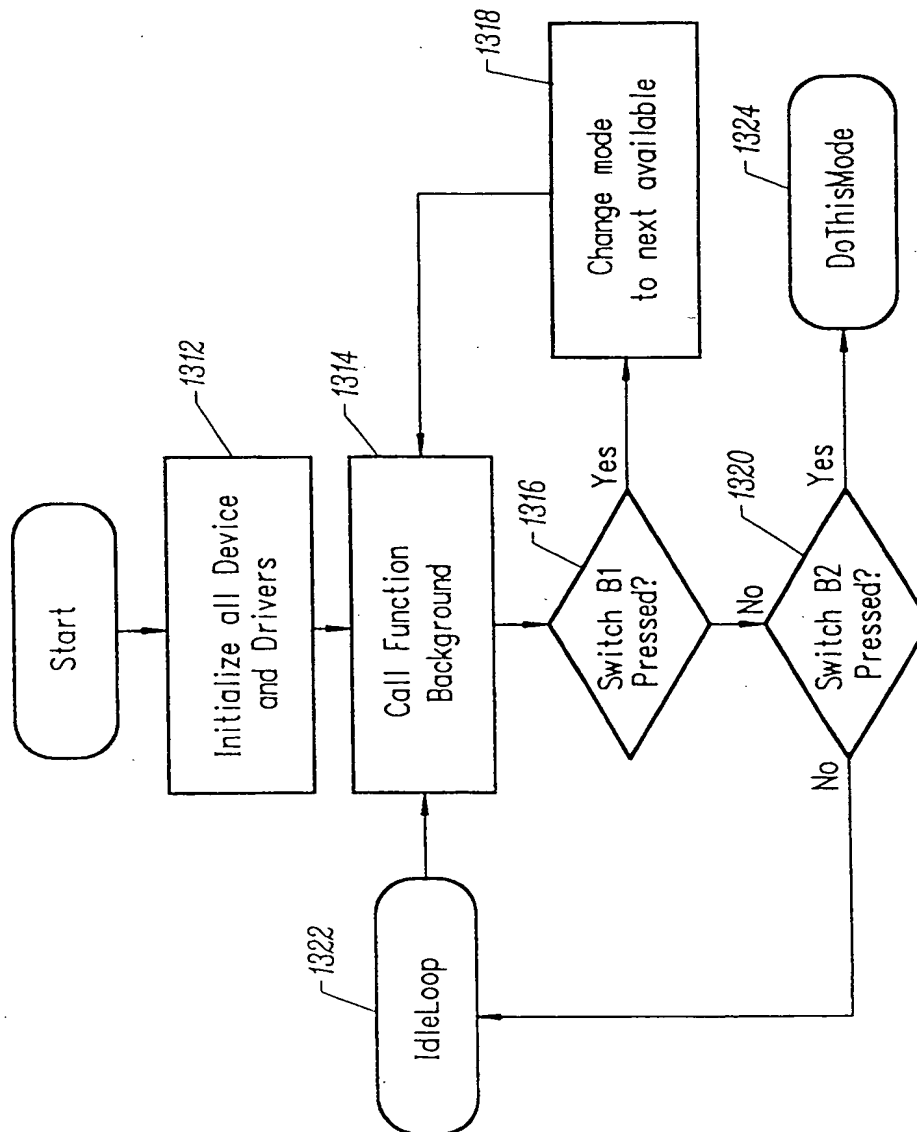 Start
1312
Initialize all Device
and Drivers
1314
Call Function
Background
1322
IdleLoop
1316
Switch B1
Pressed?
Yes
1318
Change mode
to next available
No
1320
Switch B2
Pressed?
Yes
1324
DoThisMode
No